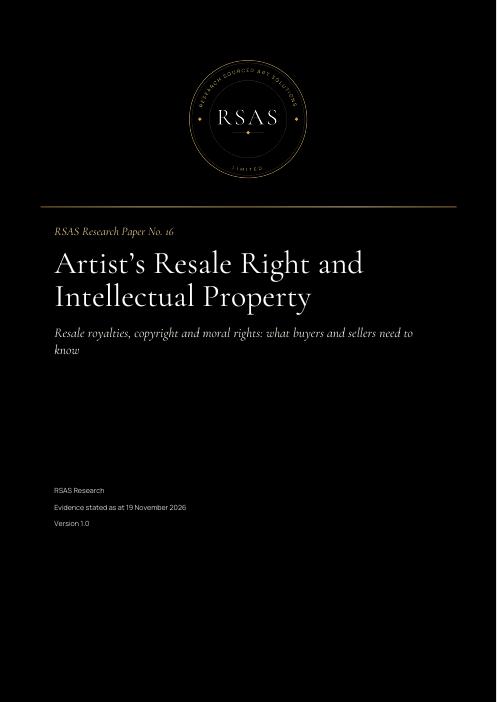 RESEARCH SOURCED ART SOLUTIONS
RSAS
LIMITED
RSAS Research Paper No. 16
Artist’s Resale Right and
Intellectual Property
Resale royalties, copyright and moral rights: what buyers and sellers need to
know
RSAS Research
Evidence stated as at 19 November 2026
Version 1.0